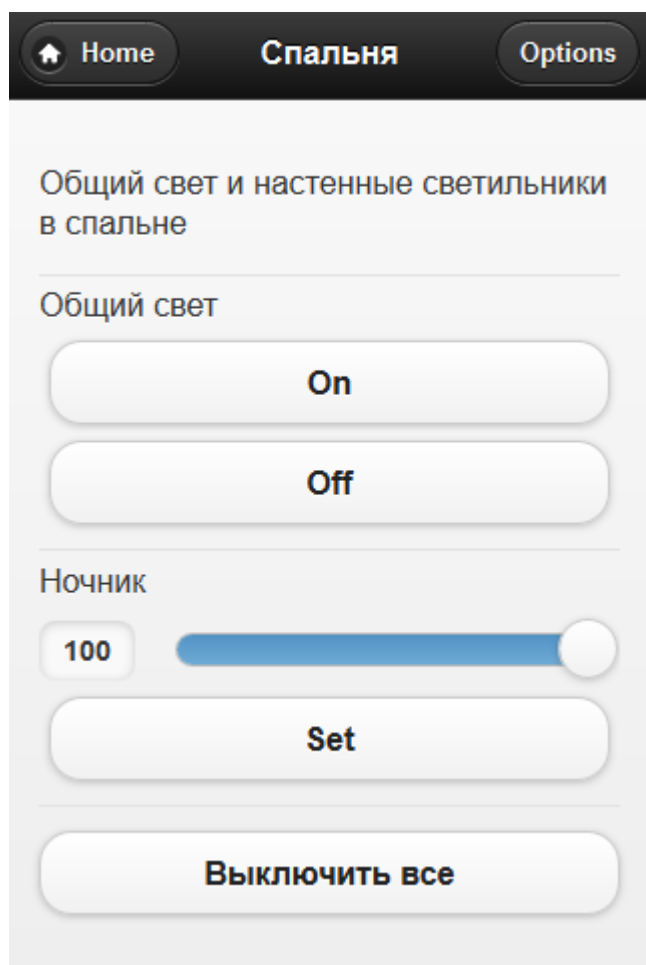 Home Спальня Options
Общий свет и настенные светильники
в спальне
Общий свет
On
Off
Ночник
100
Set
Выключить все